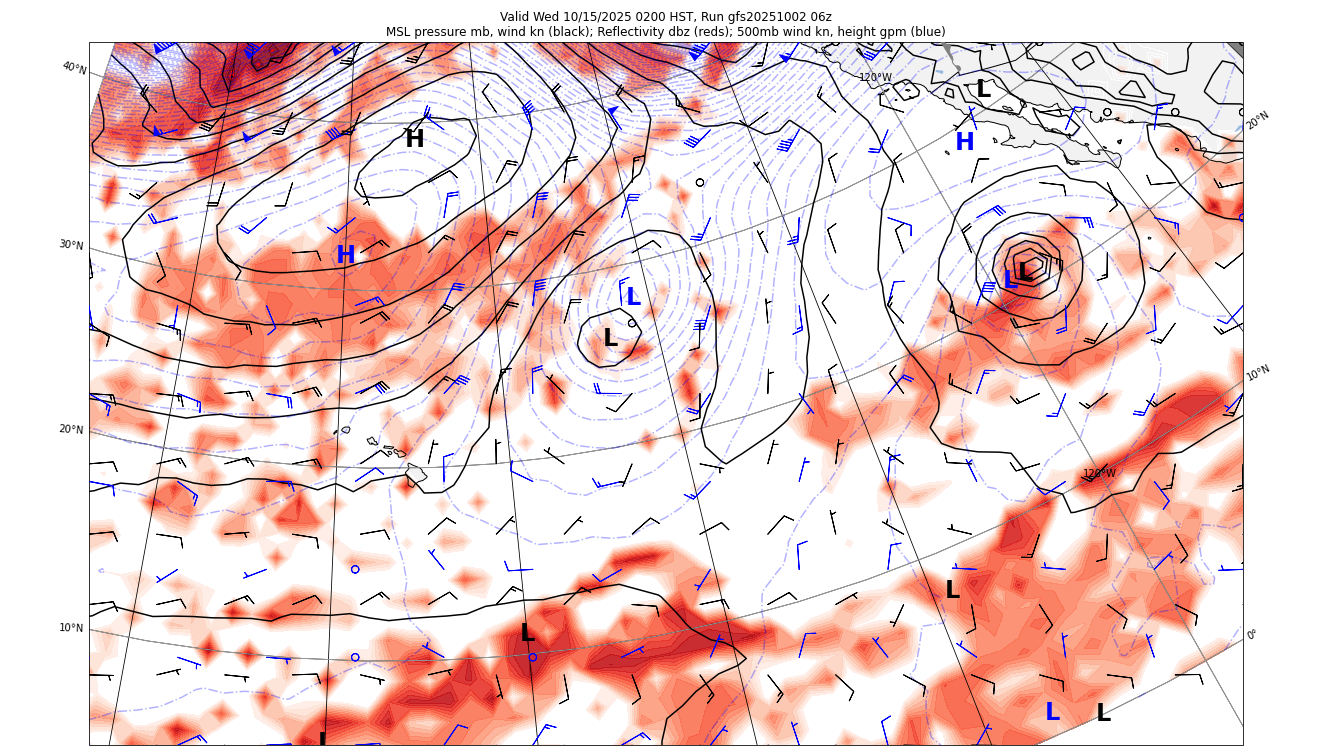 Valid Wed 10/15/2025 0200 HST, Run gfs20251002 06z
MSL pressure mb, wind kn (black); Reflectivity dbz (reds); 500mb wind kn, height gpm (blue)
40°N
120°W
L
20°N
H
H
30°N
H
L
L
L
L
10°N
20°N
120°W
L
10°N
L
0°
L
L
L